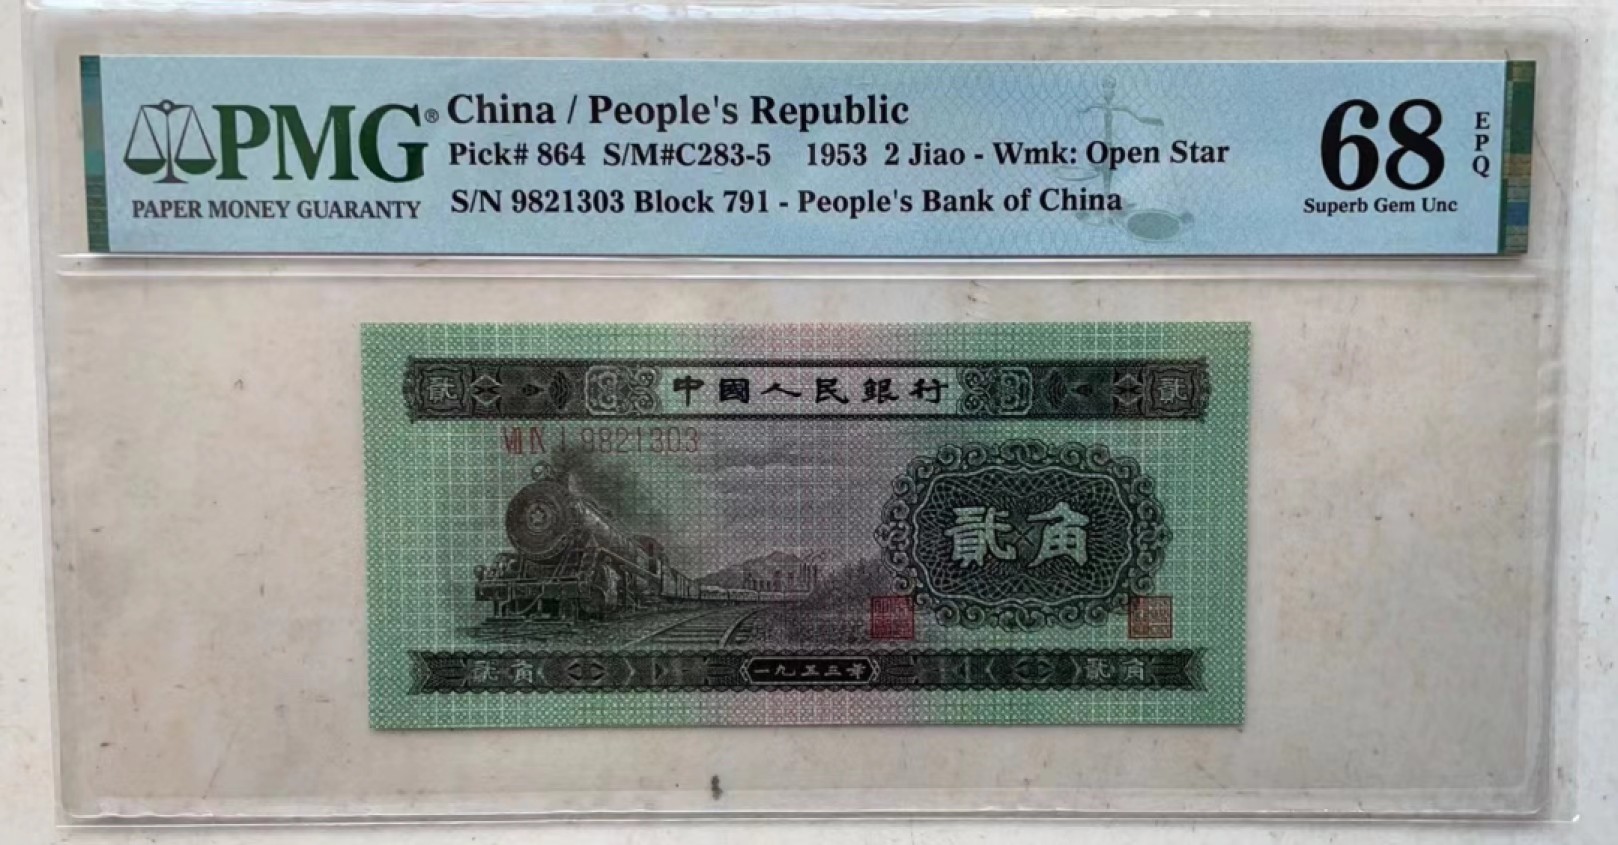 PMG®
PAPER MONEY GUARANTY
China / People's Republic
Pick# 864 S/M#C283-5 1953 2 Jiao - Wmk: Open Star
S/N 9821303 Block 791 - People's Bank of China
68
EPQ
Superb Gem Unc
貳 中國人民銀行 貳
Ⅶ Ⅸ Ⅰ 9821303
貳角
貳角 一九五三年 貳角